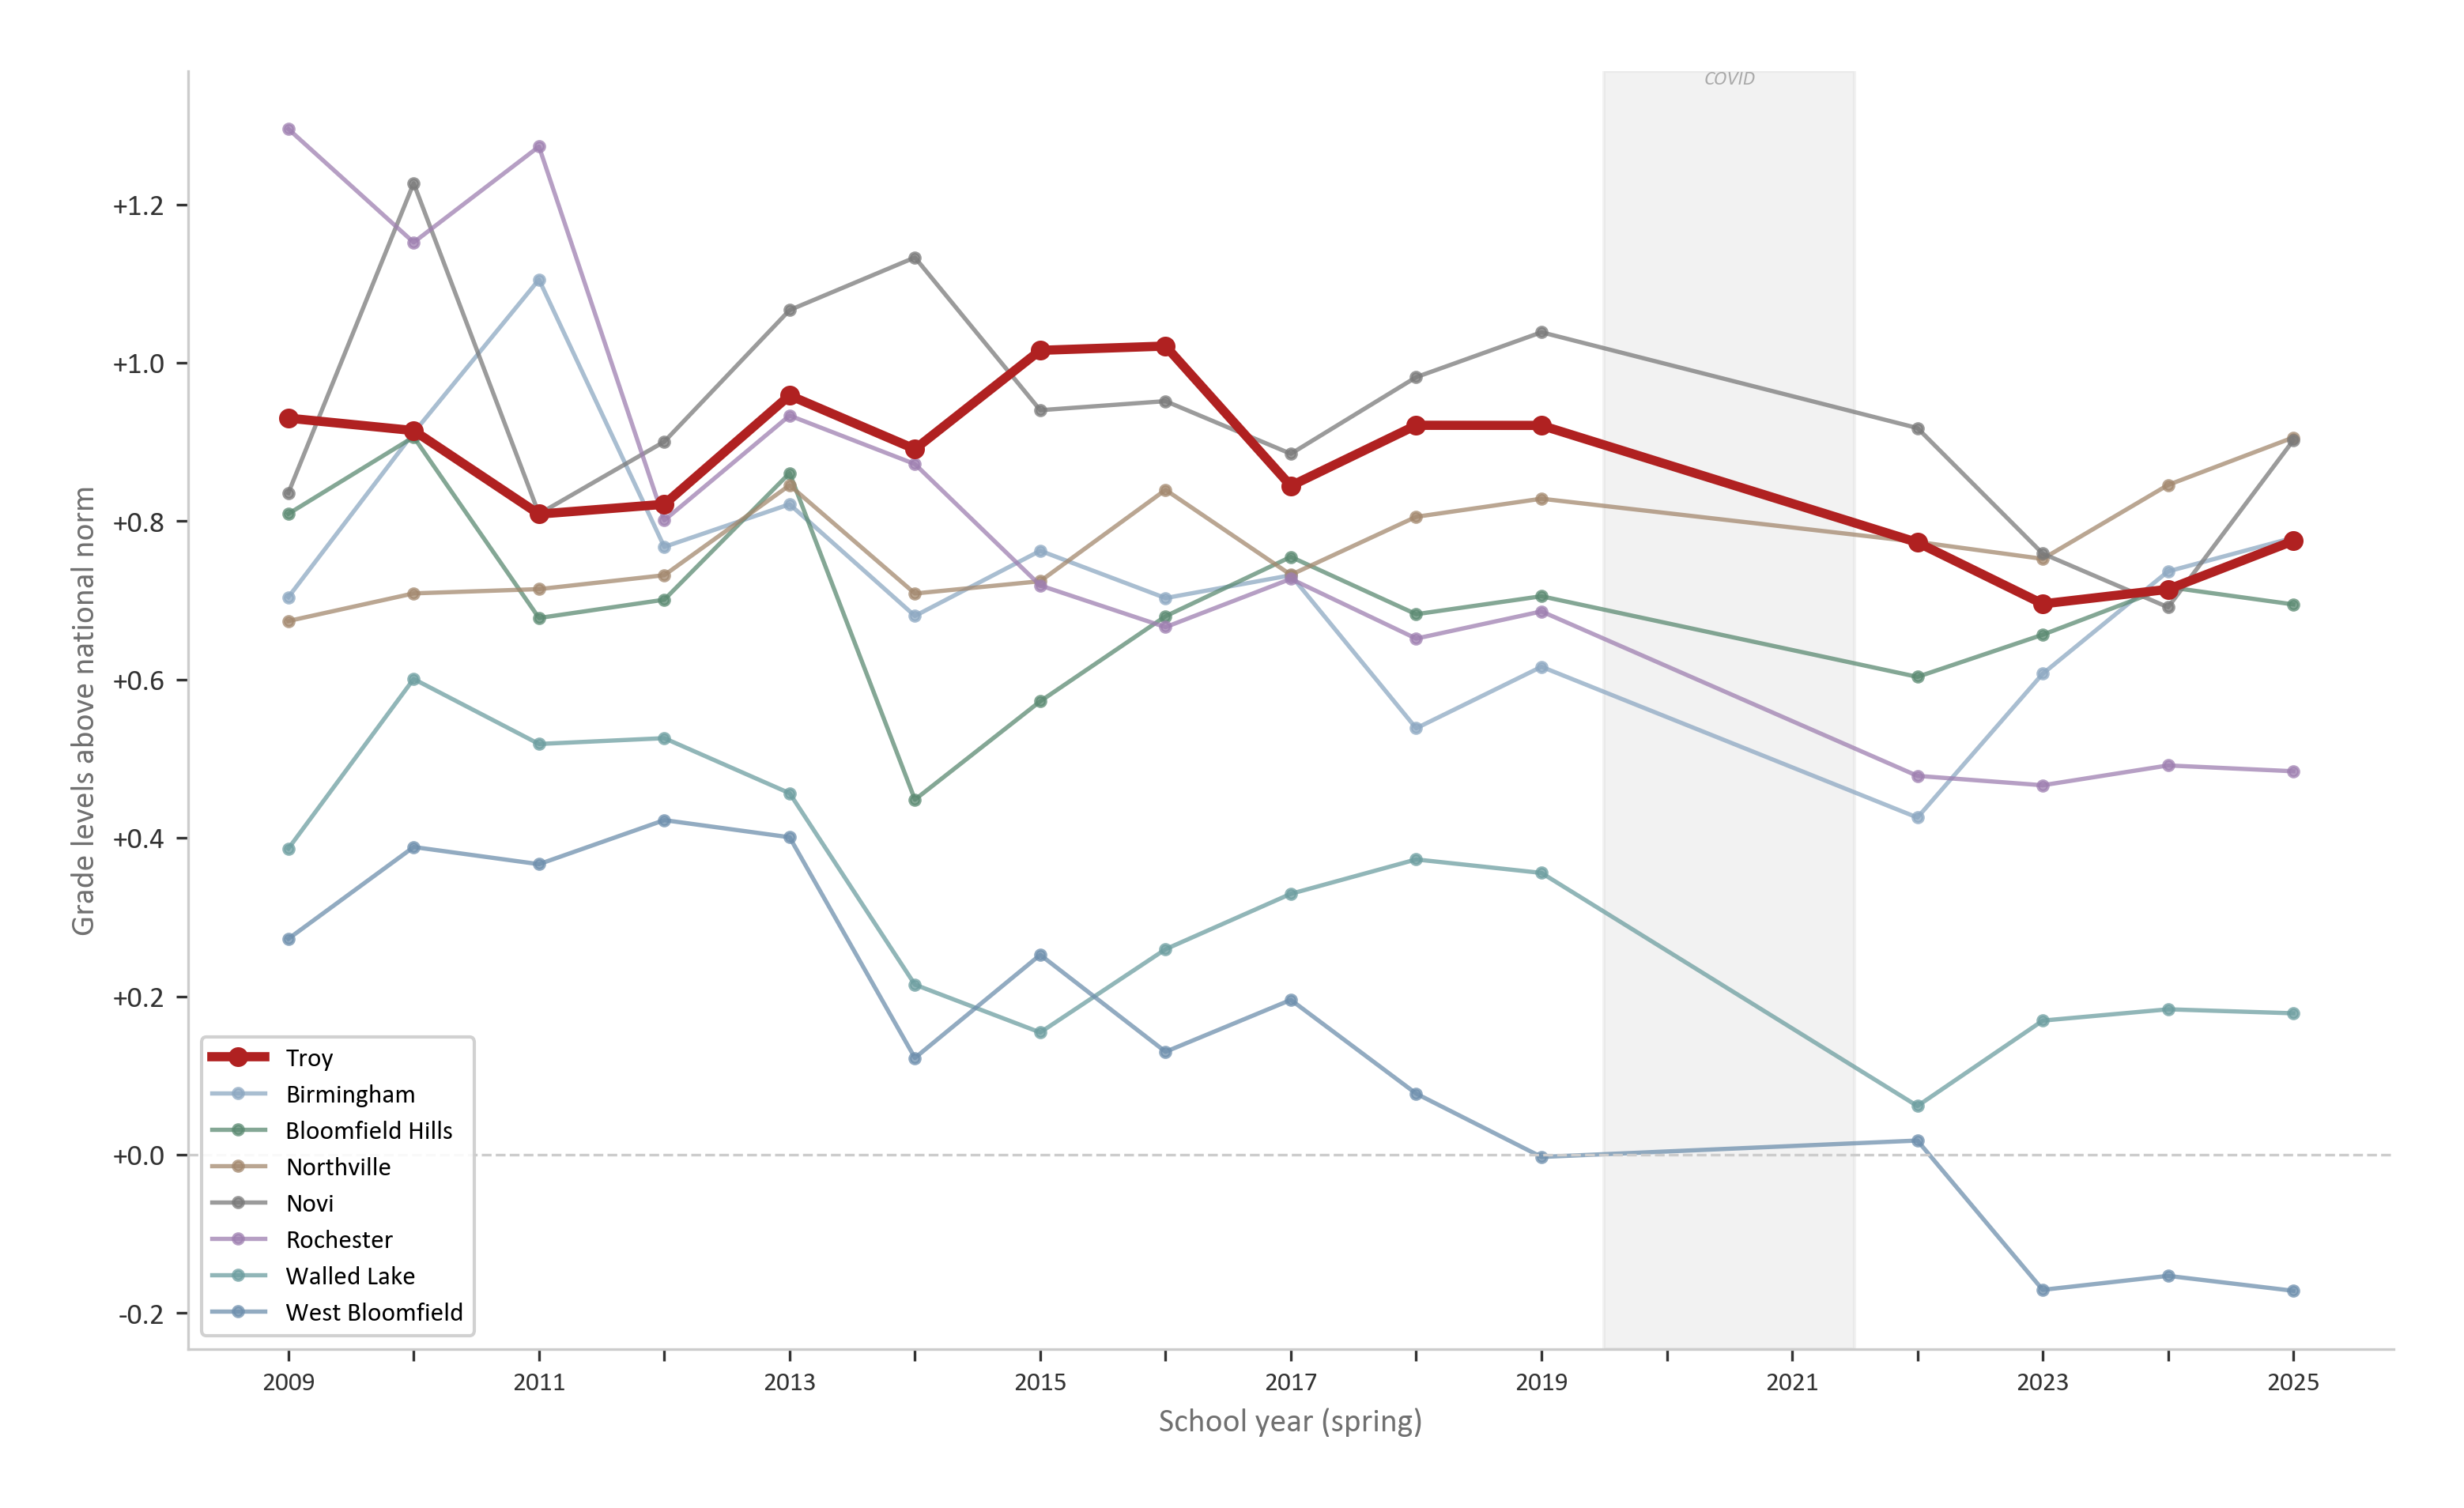 COVID
+1.2
+1.0
+0.8
+0.6
+0.4
+0.2
+0.0
-0.2
Grade levels above national norm
Troy
Birmingham
Bloomfield Hills
Northville
Novi
Rochester
Walled Lake
West Bloomfield
2009 2011 2013 2015 2017 2019 2021 2023 2025
School year (spring)